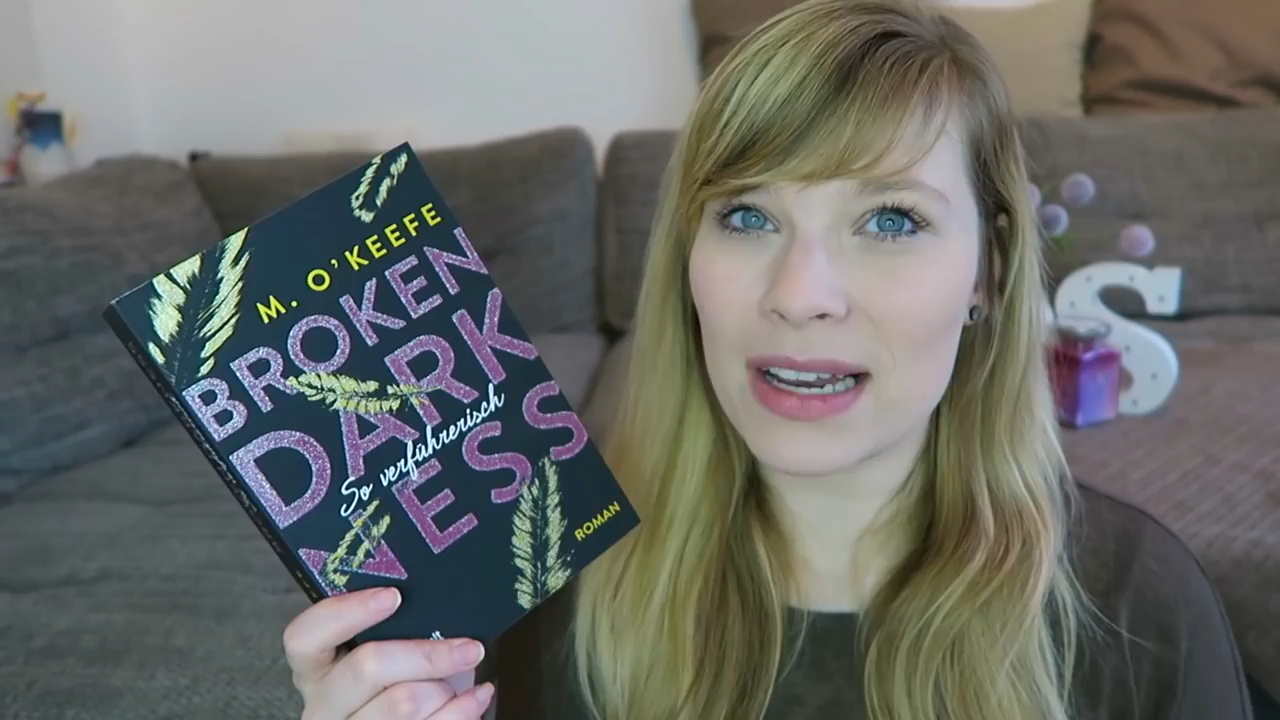 M. O'KEEFE
BROKEN
DARK
So verführerisch
NESS
ROMAN
S